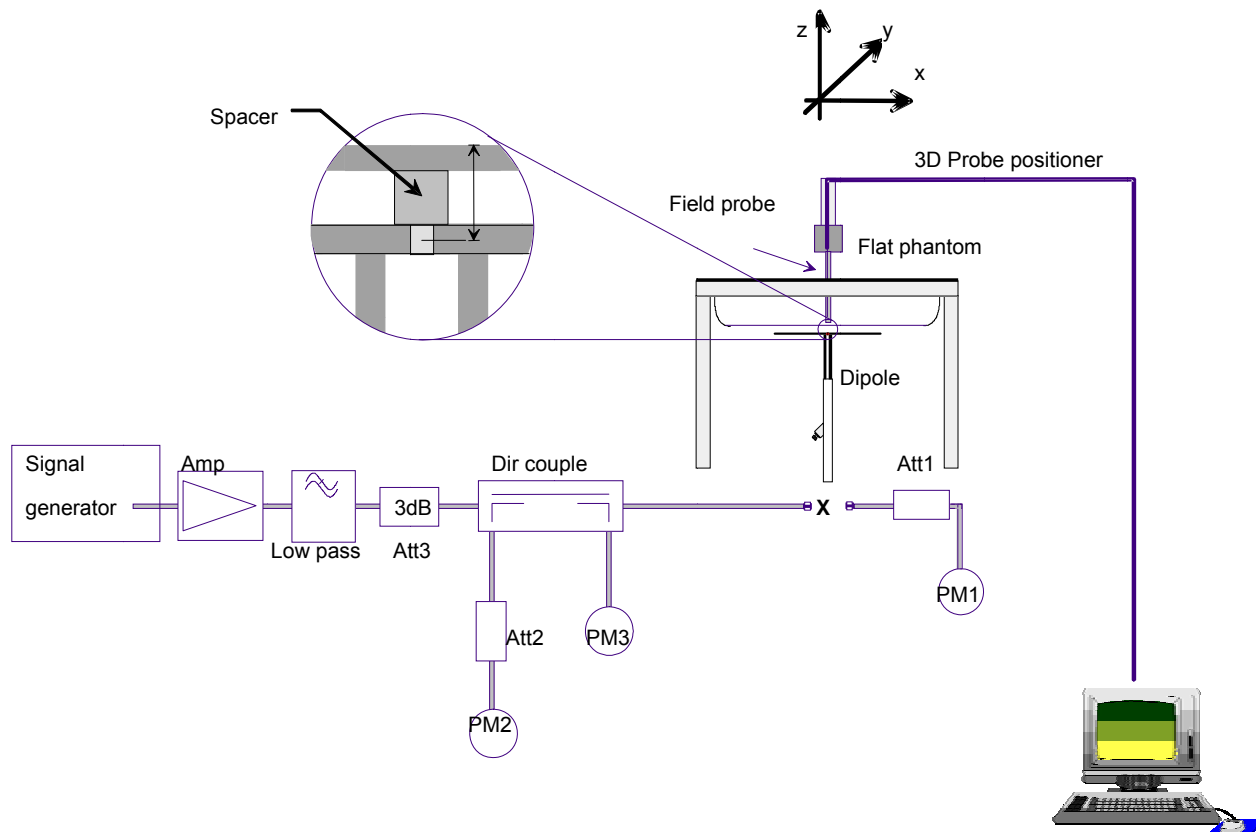 z
y
x
Spacer
3D Probe positioner
Field probe
Flat phantom
Dipole
Signal
generator
Amp
Low pass
3dB
Att3
Dir couple
X
Att1
PM1
Att2
PM3
PM2